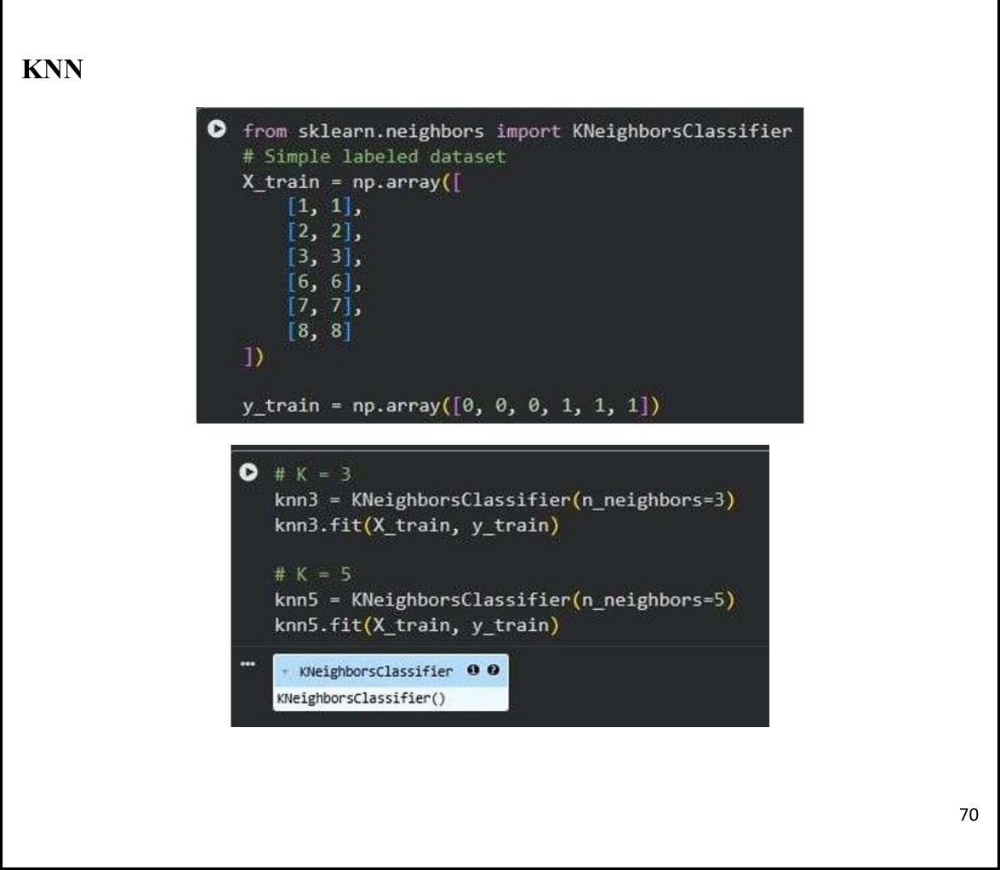 KNN
from sklearn.neighbors import KNeighborsClassifier
# Simple labeled dataset
X_train = np.array([
    [1, 1],
    [2, 2],
    [3, 3],
    [6, 6],
    [7, 7],
    [8, 8]
])
y_train = np.array([0, 0, 0, 1, 1, 1])
# K = 3
knn3 = KNeighborsClassifier(n_neighbors=3)
knn3.fit(X_train, y_train)
# K = 5
knn5 = KNeighborsClassifier(n_neighbors=5)
knn5.fit(X_train, y_train)
KNeighborsClassifier i ?
KNeighborsClassifier()
70